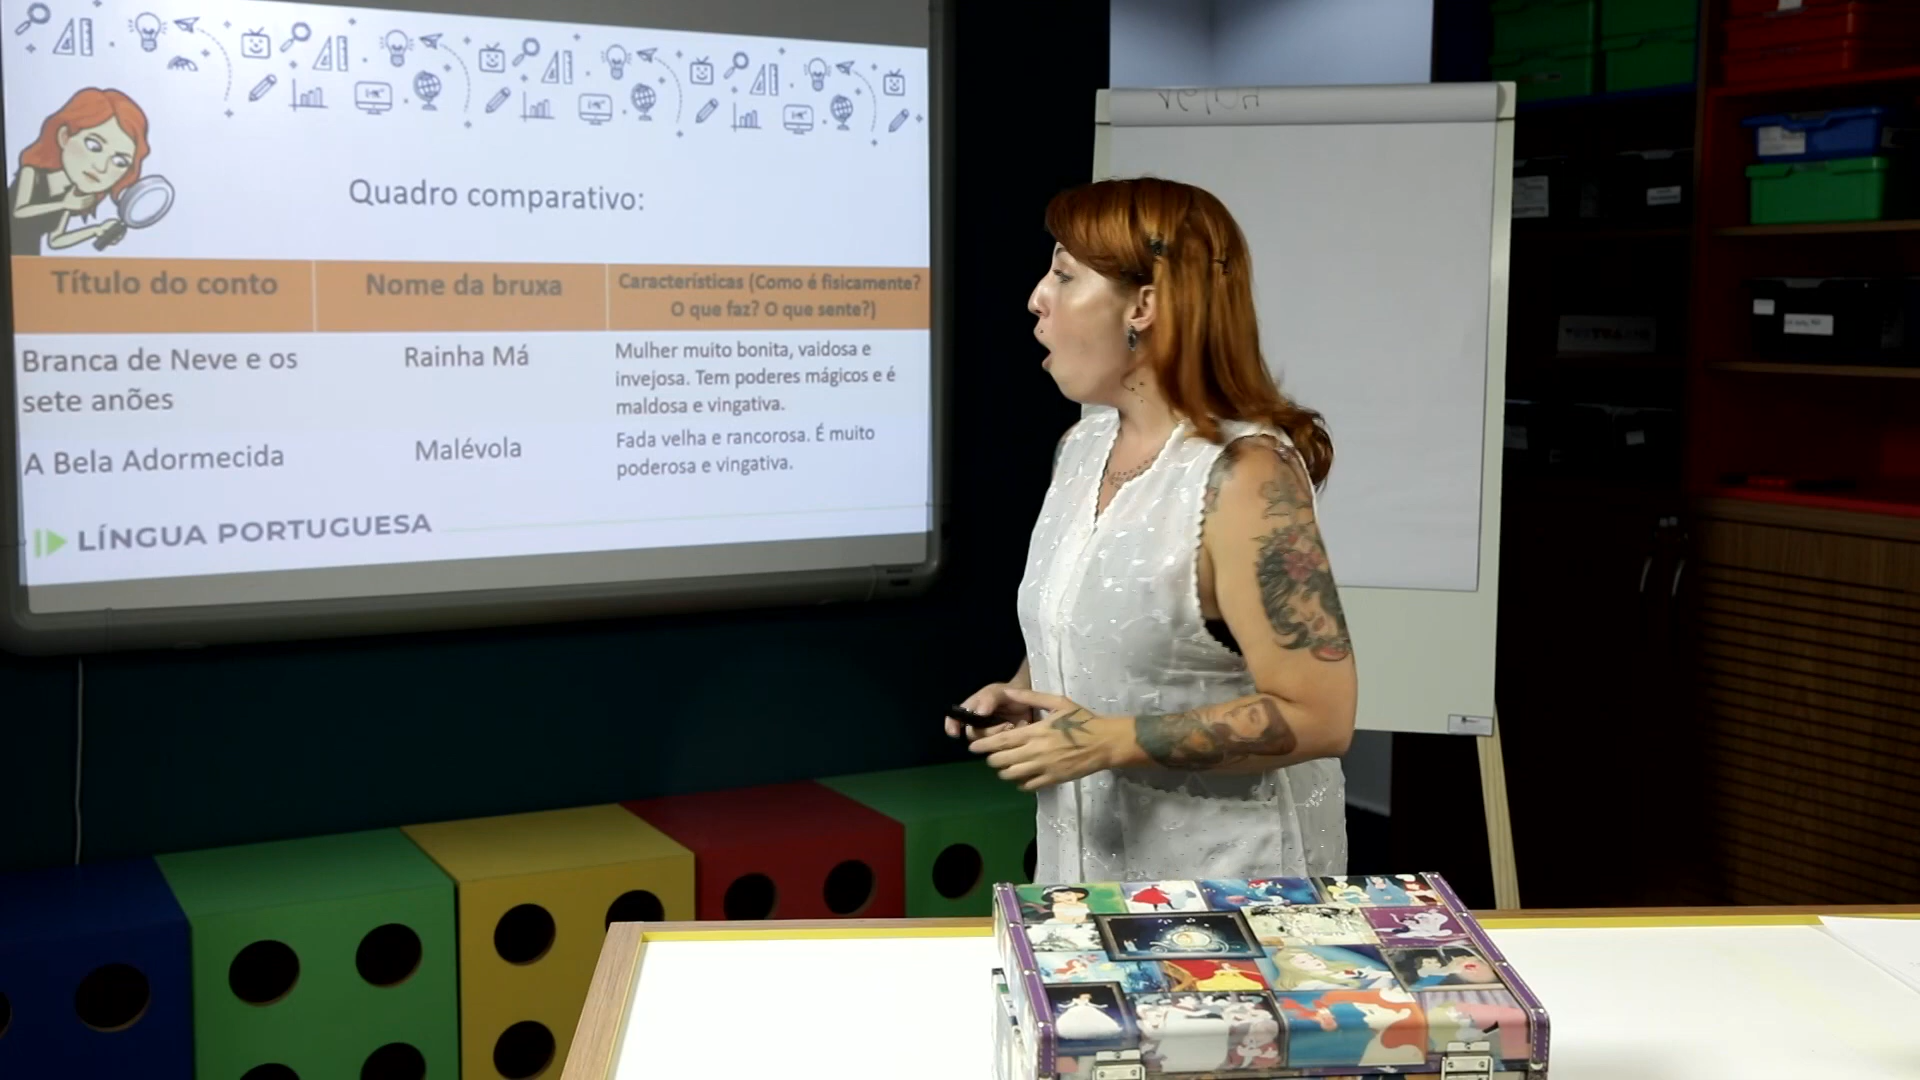 Quadro comparativo:
Título do conto
Nome da bruxa
Características (Como é fisicamente?
O que faz? O que sente?)
Branca de Neve e os
sete anões
Rainha Má
Mulher muito bonita, vaidosa e
invejosa. Tem poderes mágicos e é
maldosa e vingativa.
A Bela Adormecida
Malévola
Fada velha e rancorosa. É muito
poderosa e vingativa.
LÍNGUA PORTUGUESA